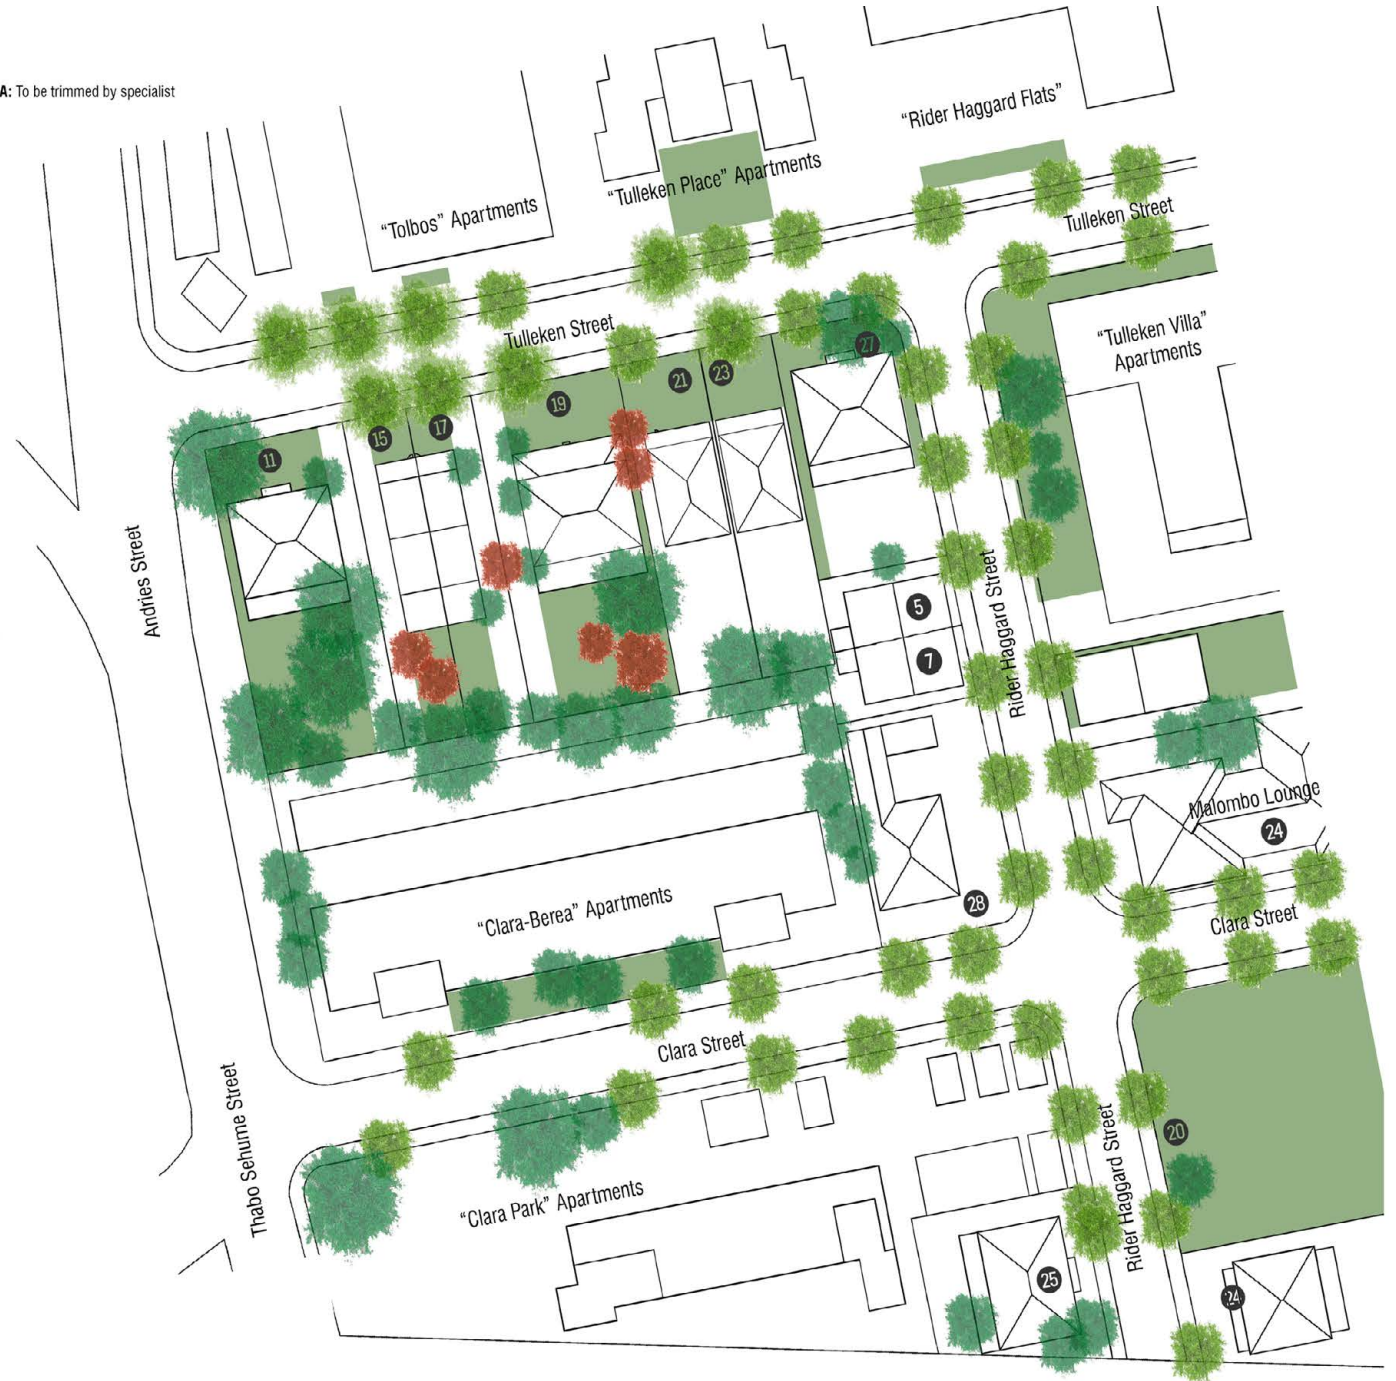 A: To be trimmed by specialist
"Rider Haggard Flats"
"Tulleken Place" Apartments
"Tolbos" Apartments
Tulleken Street
Tulleken Street
"Tulleken Villa"
Apartments
27
23
21
19
17
15
11
Andries Street
5
7
Rider Haggard Street
Malombo Lounge
24
28
"Clara-Berea" Apartments
Clara Street
Clara Street
Thabo Sehume Street
"Clara Park" Apartments
Rider Haggard Street
20
25
24